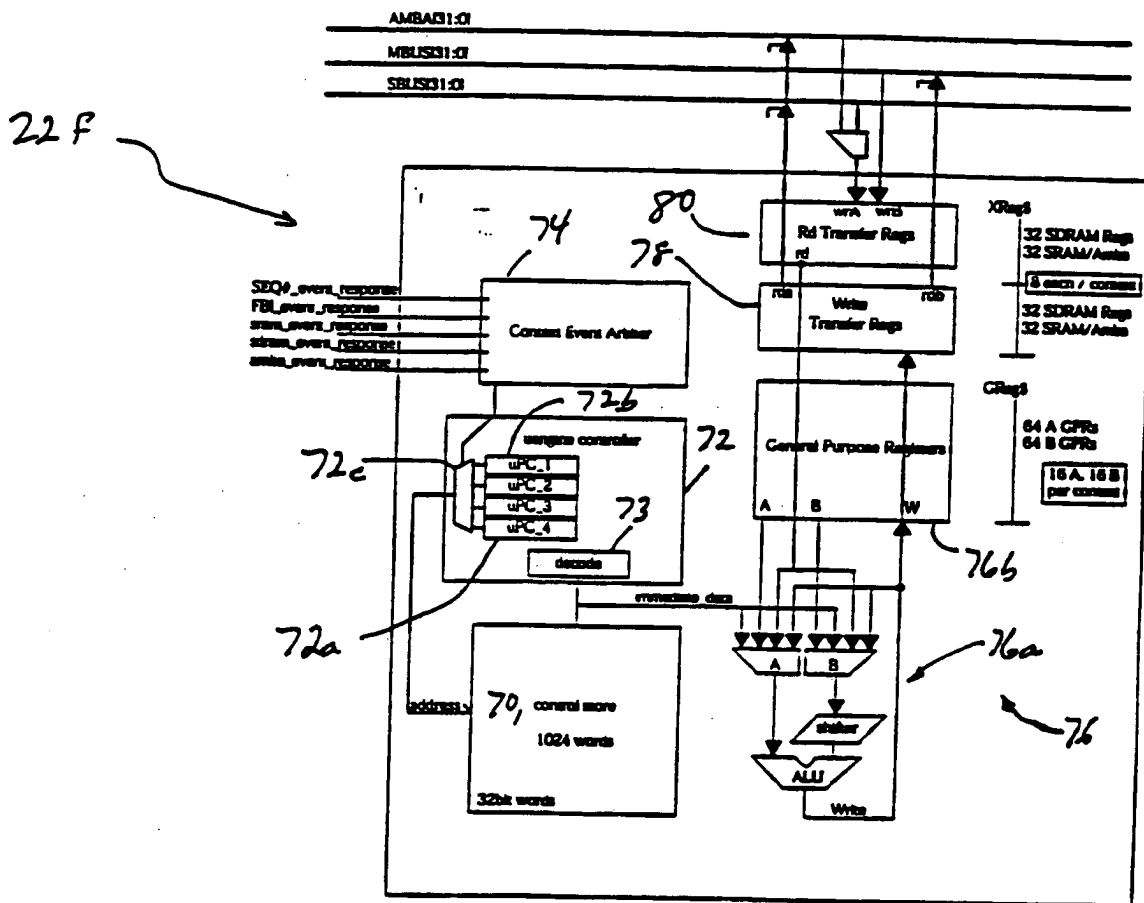 AMBA[31:0]
MBUS[31:0]
SBUS[31:0]
22 F
80
wrA wrB
Rd Transfer Regs
rd
XRegs
32 SDRAM Regs
32 SRAM/Amba
78
rda rdb
Write
Transfer Regs
8 each / context
32 SDRAM Regs
32 SRAM/Amba
74
SEQ#_event_response
FBI_event_response
sram_event_response
sdram_event_response
amba_event_response
Context Event Arbiter
72b
uengine controller
72
72c
uPC_1
uPC_2
uPC_3
uPC_4
73
decode
72a
GRegs
General Purpose Registers
64 A GPRs
64 B GPRs
16 A, 16 B
per context
A B W
76b
immediate_data
A B
76a
76
shifter
ALU
Write
address
70,
control store
1024 words
32bit words